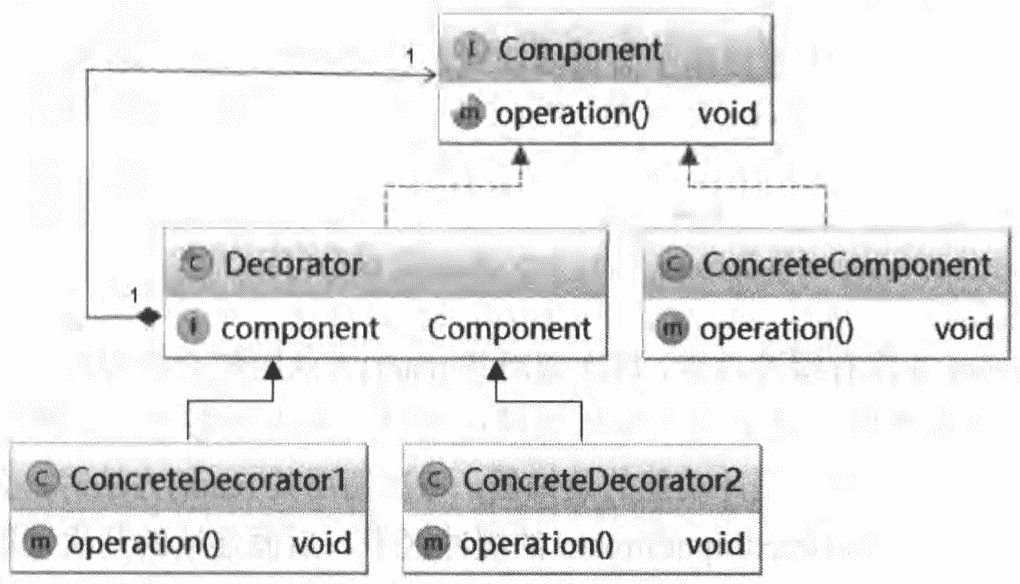 1
I Component
m operation() void
C Decorator
C ConcreteComponent
1
i component Component
m operation() void
C ConcreteDecorator1
C ConcreteDecorator2
m operation() void
m operation() void